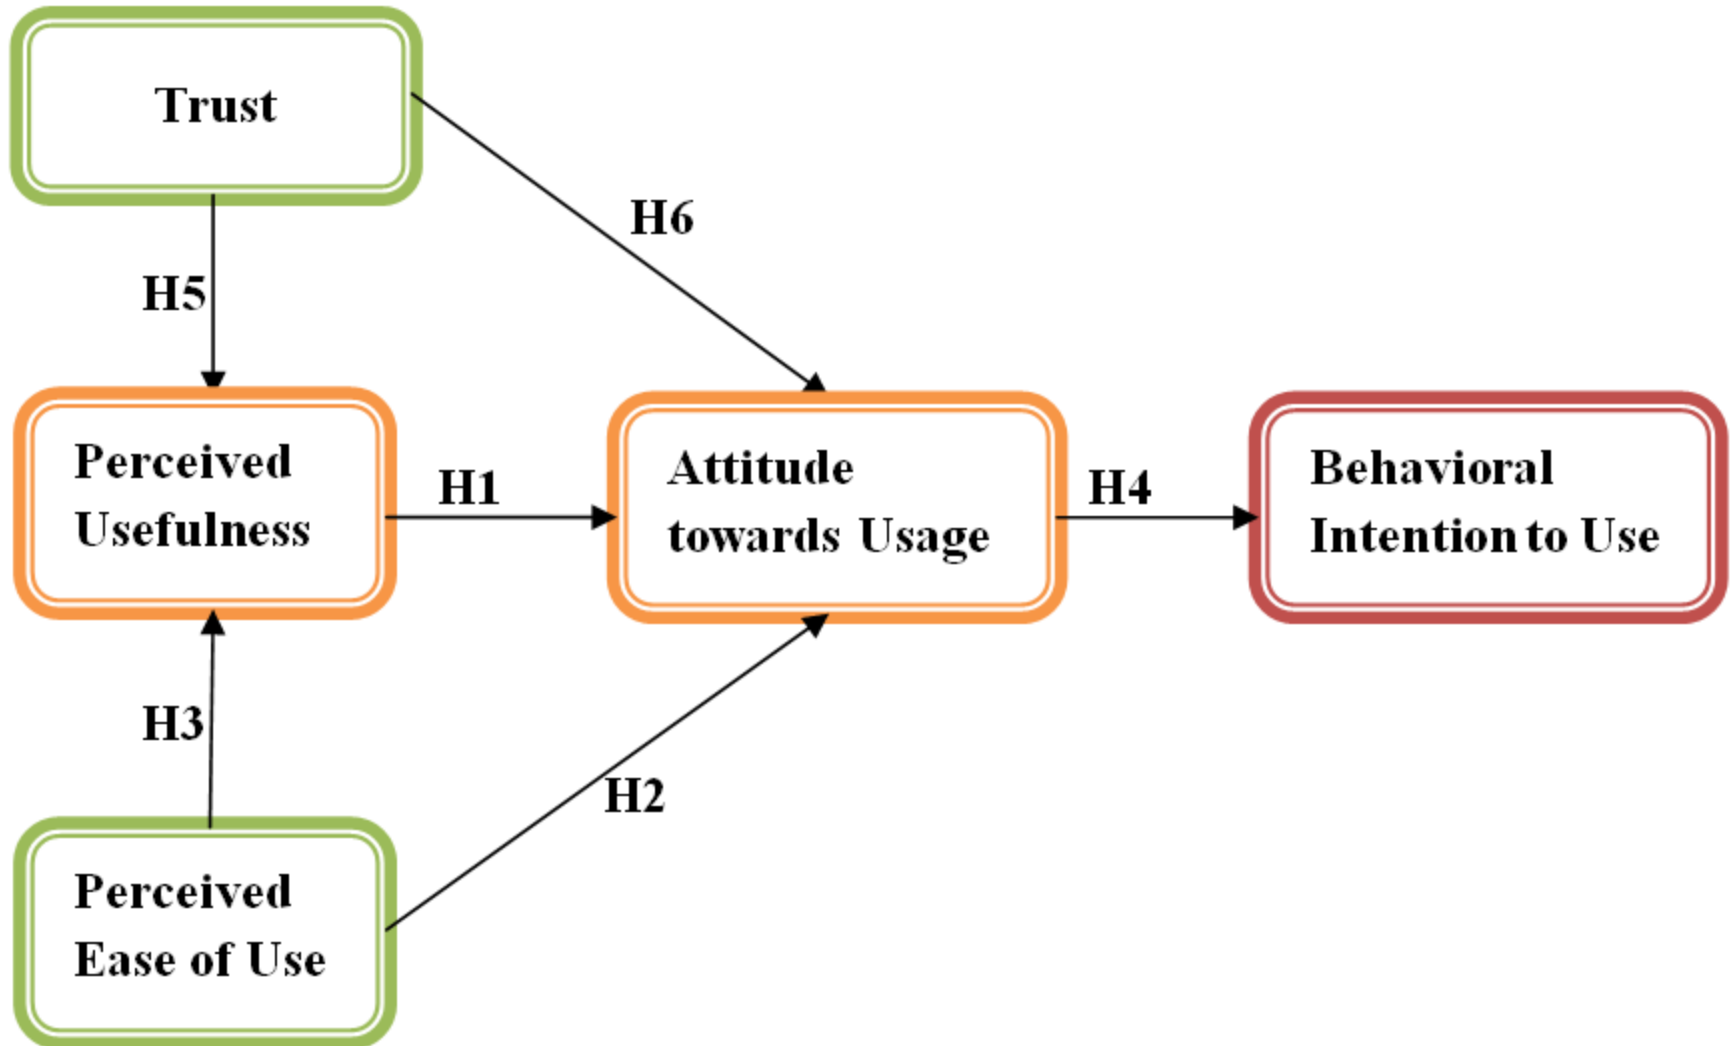 Trust
H6
H5
Perceived
Usefulness
H1
Attitude
towards Usage
H4
Behavioral
Intention to Use
H3
H2
Perceived
Ease of Use